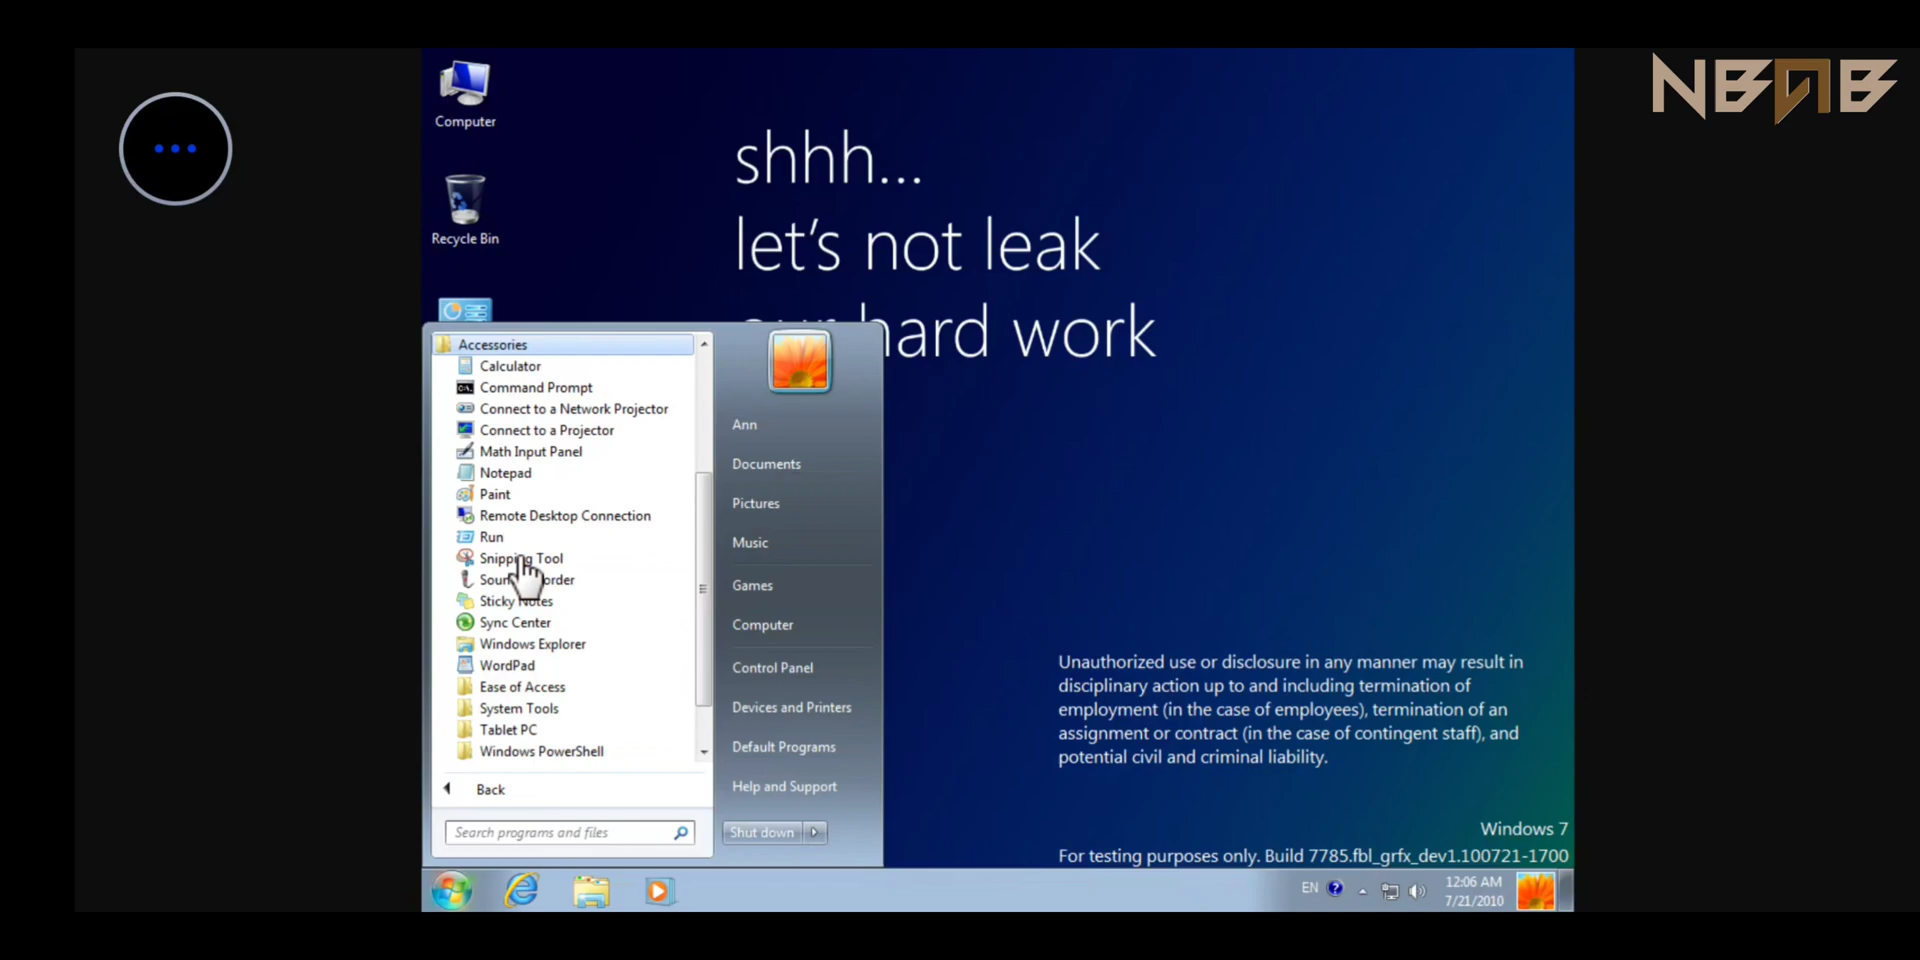 NBAB
Computer
Recycle Bin
shhh...
let's not leak
hard work
Accessories
Calculator
Command Prompt
Connect to a Network Projector
Connect to a Projector
Math Input Panel
Notepad
Paint
Remote Desktop Connection
Run
Snipping Tool
Sound Recorder
Sticky Notes
Sync Center
Windows Explorer
WordPad
Ease of Access
System Tools
Tablet PC
Windows PowerShell
Back
Search programs and files
Ann
Documents
Pictures
Music
Games
Computer
Control Panel
Devices and Printers
Default Programs
Help and Support
Shut down
Unauthorized use or disclosure in any manner may result in
disciplinary action up to and including termination of
employment (in the case of employees), termination of an
assignment or contract (in the case of contingent staff), and
potential civil and criminal liability.
Windows 7
For testing purposes only. Build 7785.fbl_grfx_dev1.100721-1700
EN
12:06 AM
7/21/2010